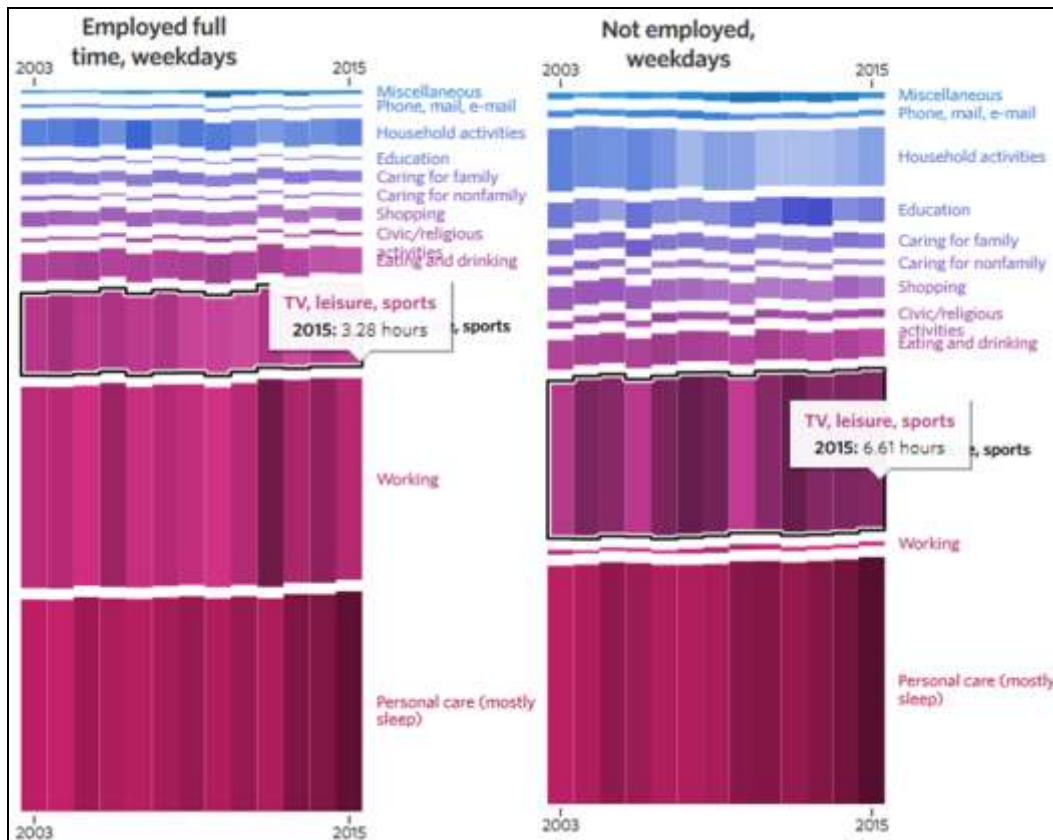 Employed full
time, weekdays
2003
2015
Miscellaneous
Phone, mail, e-mail
Household activities
Education
Caring for family
Caring for nonfamily
Shopping
Civic/religious
activities
Eating and drinking
TV, leisure, sports
2015: 3.28 hours
e, sports
Working
Personal care (mostly
sleep)
2003
2015
Not employed,
weekdays
2003
2015
Miscellaneous
Phone, mail, e-mail
Household activities
Education
Caring for family
Caring for nonfamily
Shopping
Civic/religious
activities
Eating and drinking
TV, leisure, sports
2015: 6.61 hours
e, sports
Working
Personal care (mostly
sleep)
2003
2015